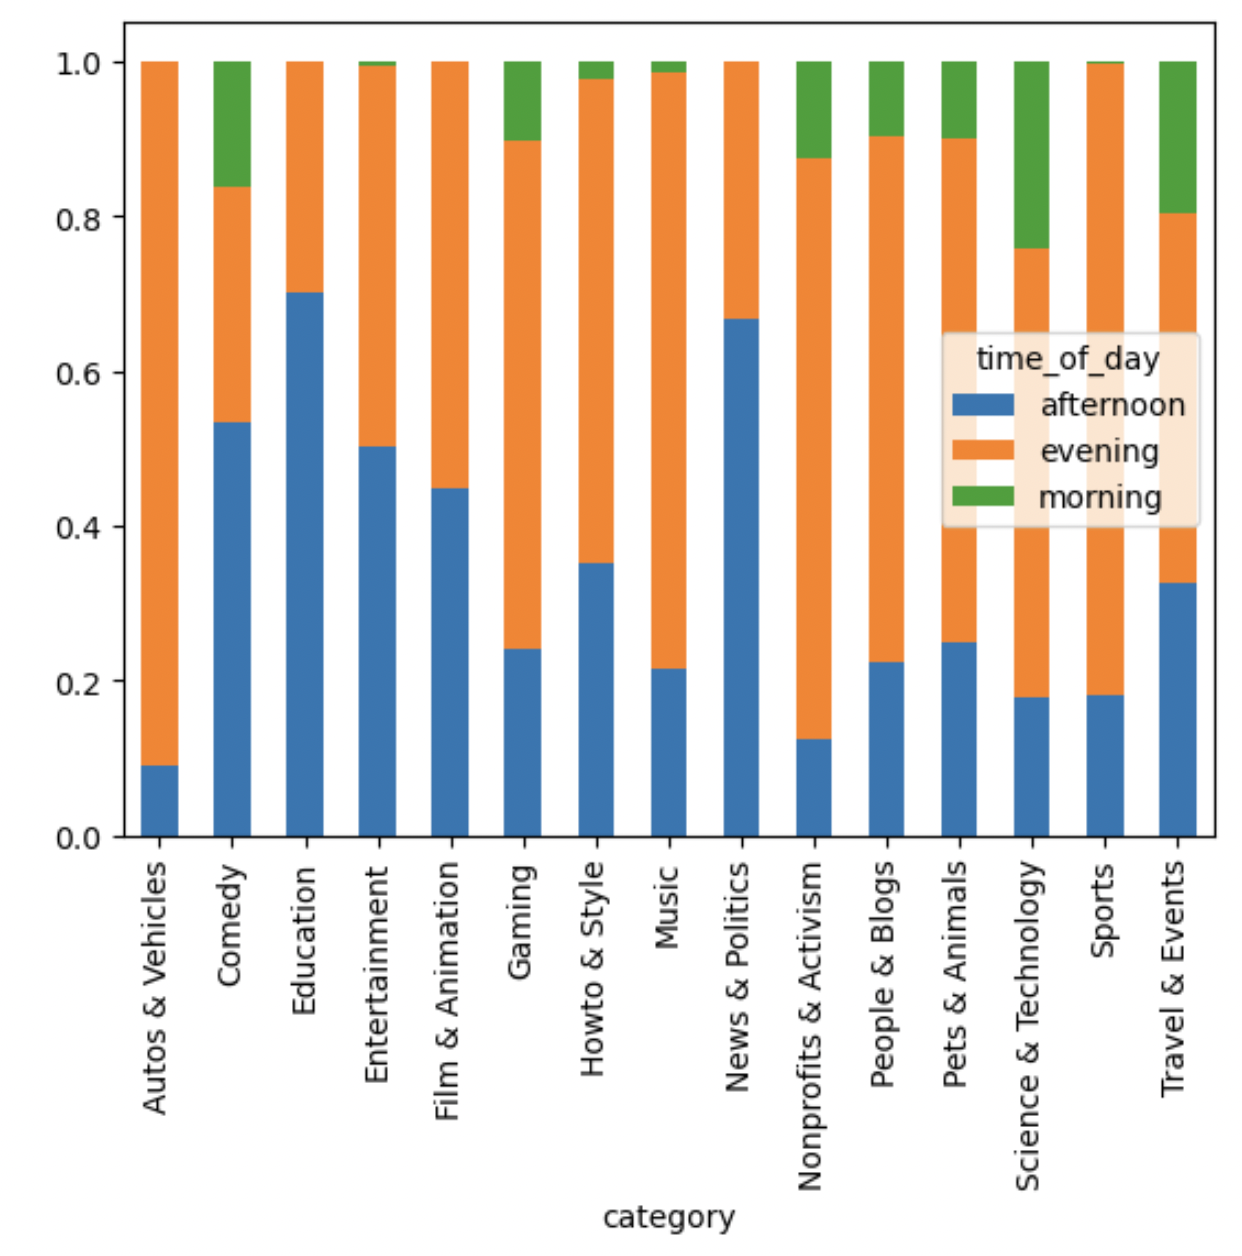 1.0
0.8
0.6
0.4
0.2
0.0
time_of_day
afternoon
evening
morning
Autos & Vehicles
Comedy
Education
Entertainment
Film & Animation
Gaming
Howto & Style
Music
News & Politics
Nonprofits & Activism
People & Blogs
Pets & Animals
Science & Technology
Sports
Travel & Events
category